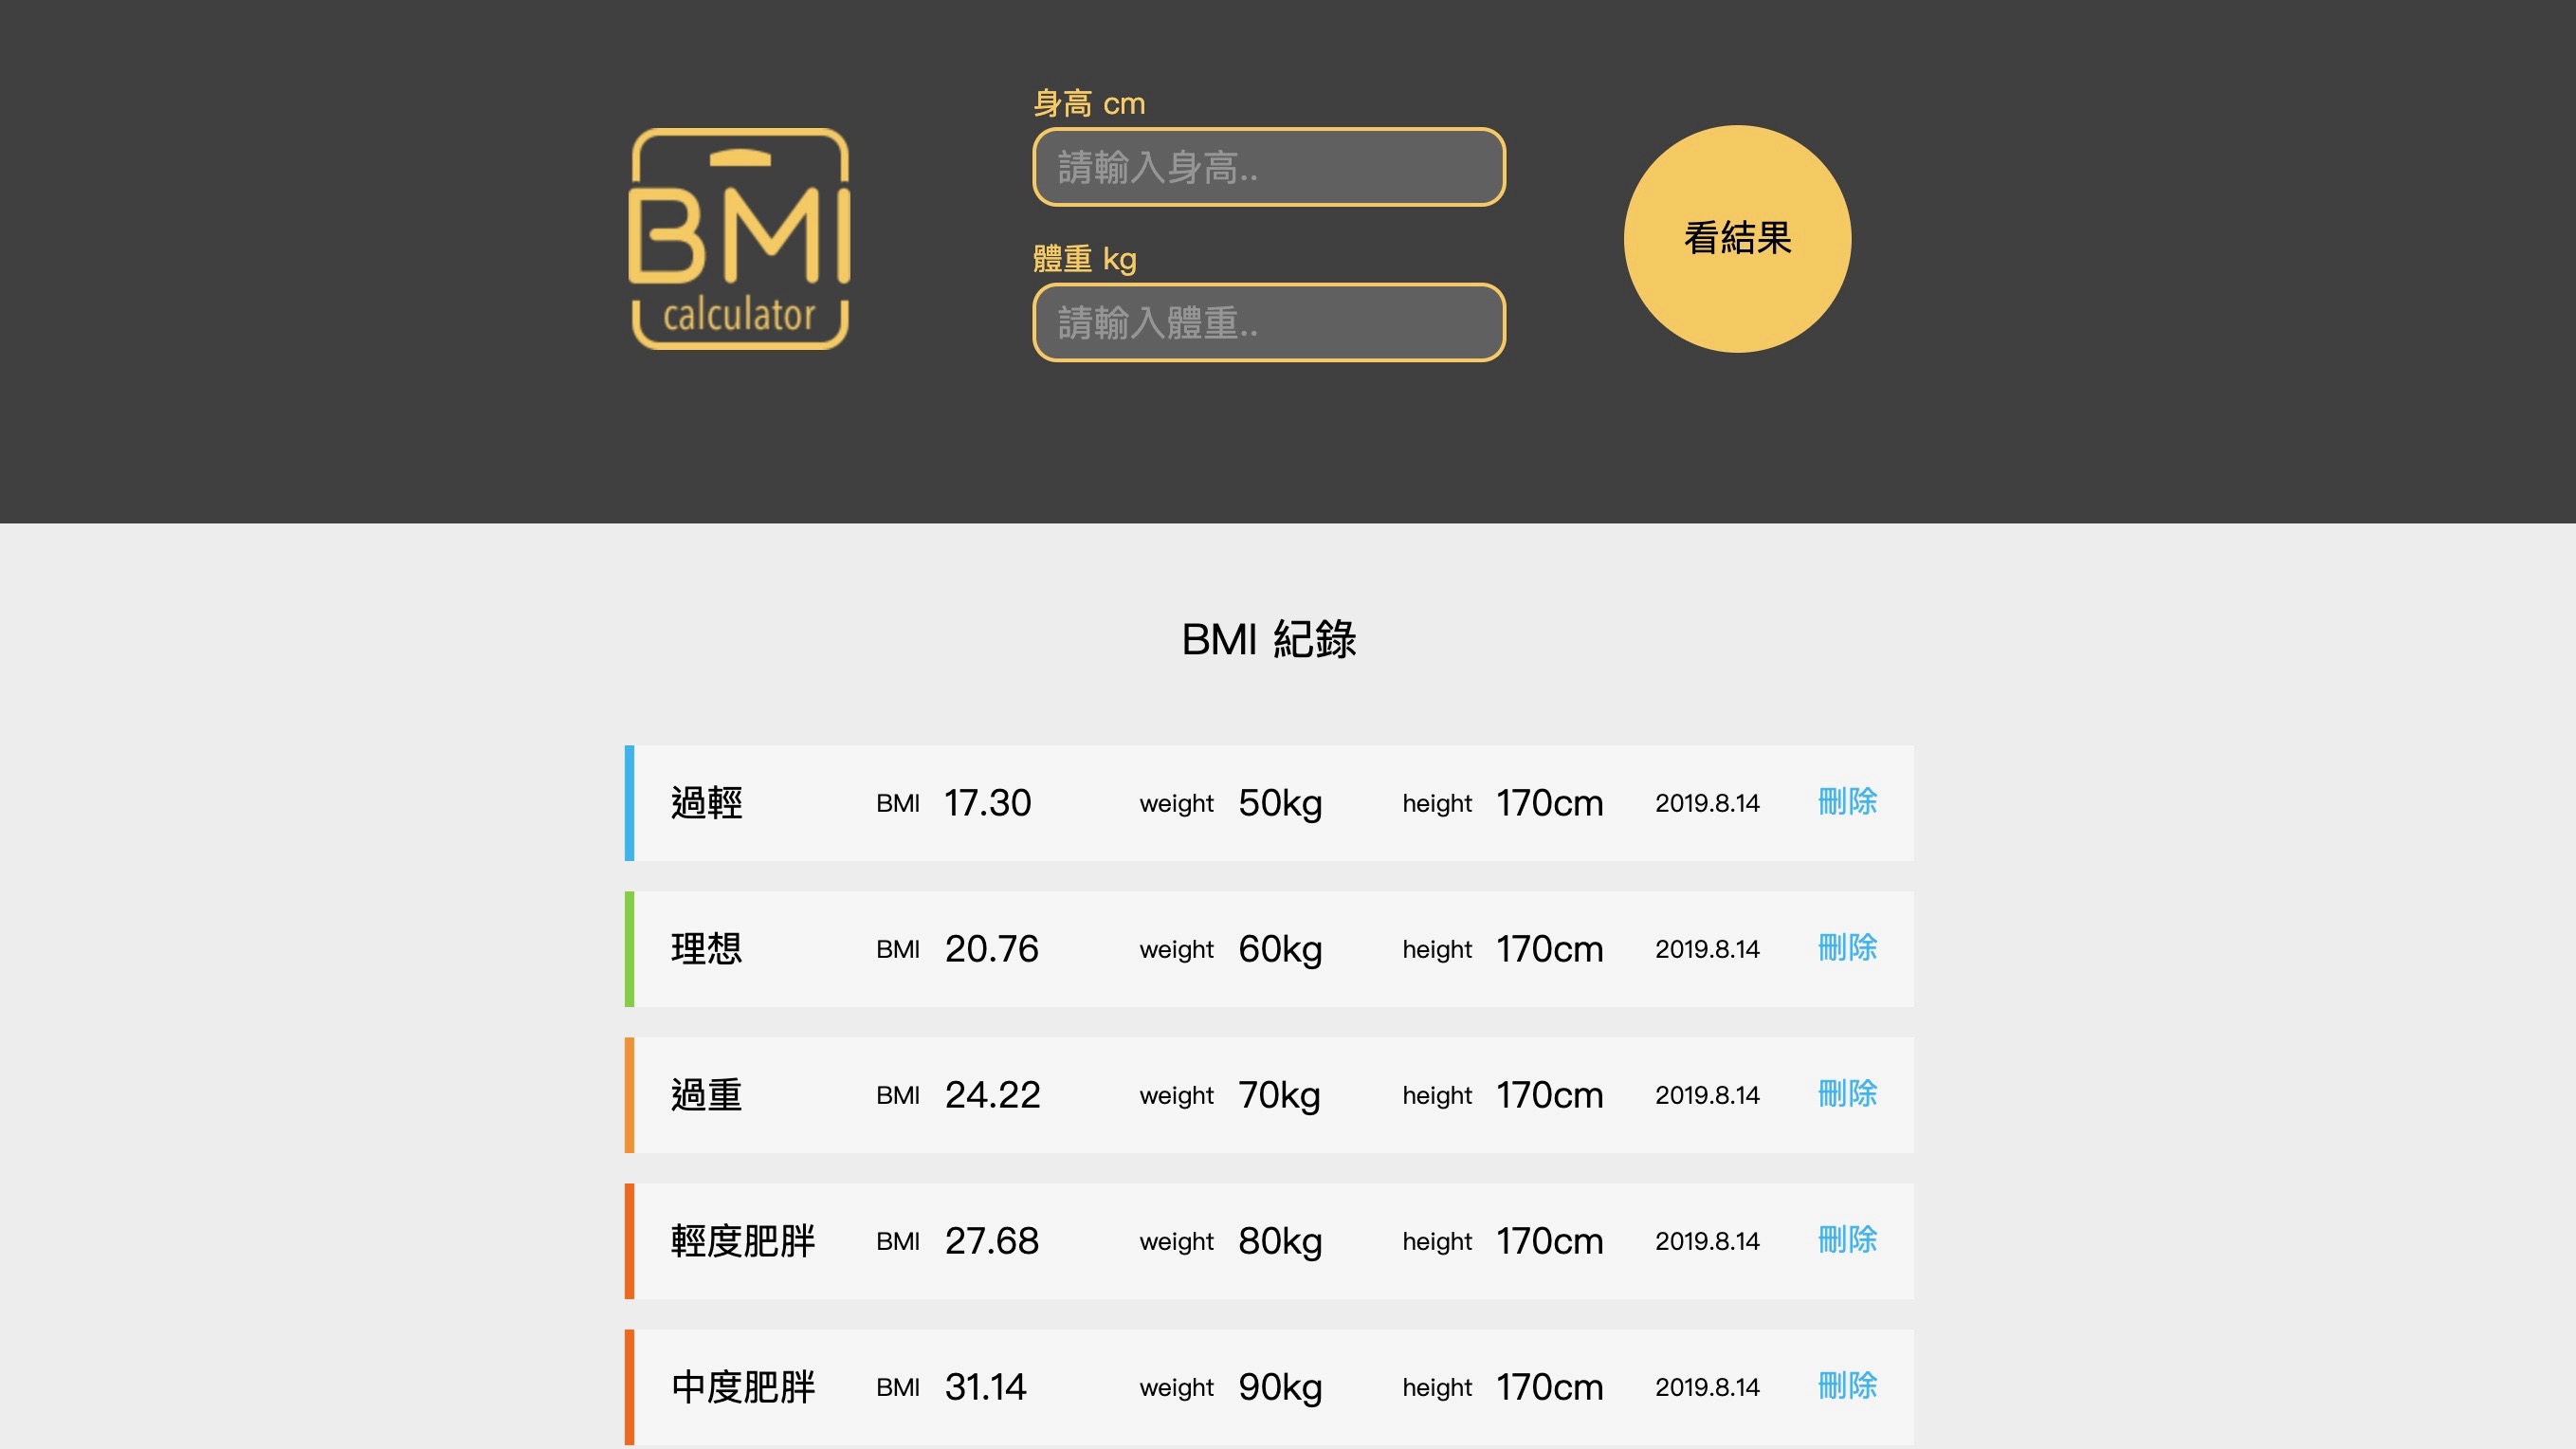 BMI
calculator
身高 cm
請輸入身高..
體重 kg
請輸入體重..
看結果
BMI 紀錄
過輕 BMI 17.30 weight 50kg height 170cm 2019.8.14 刪除
理想 BMI 20.76 weight 60kg height 170cm 2019.8.14 刪除
過重 BMI 24.22 weight 70kg height 170cm 2019.8.14 刪除
輕度肥胖 BMI 27.68 weight 80kg height 170cm 2019.8.14 刪除
中度肥胖 BMI 31.14 weight 90kg height 170cm 2019.8.14 刪除